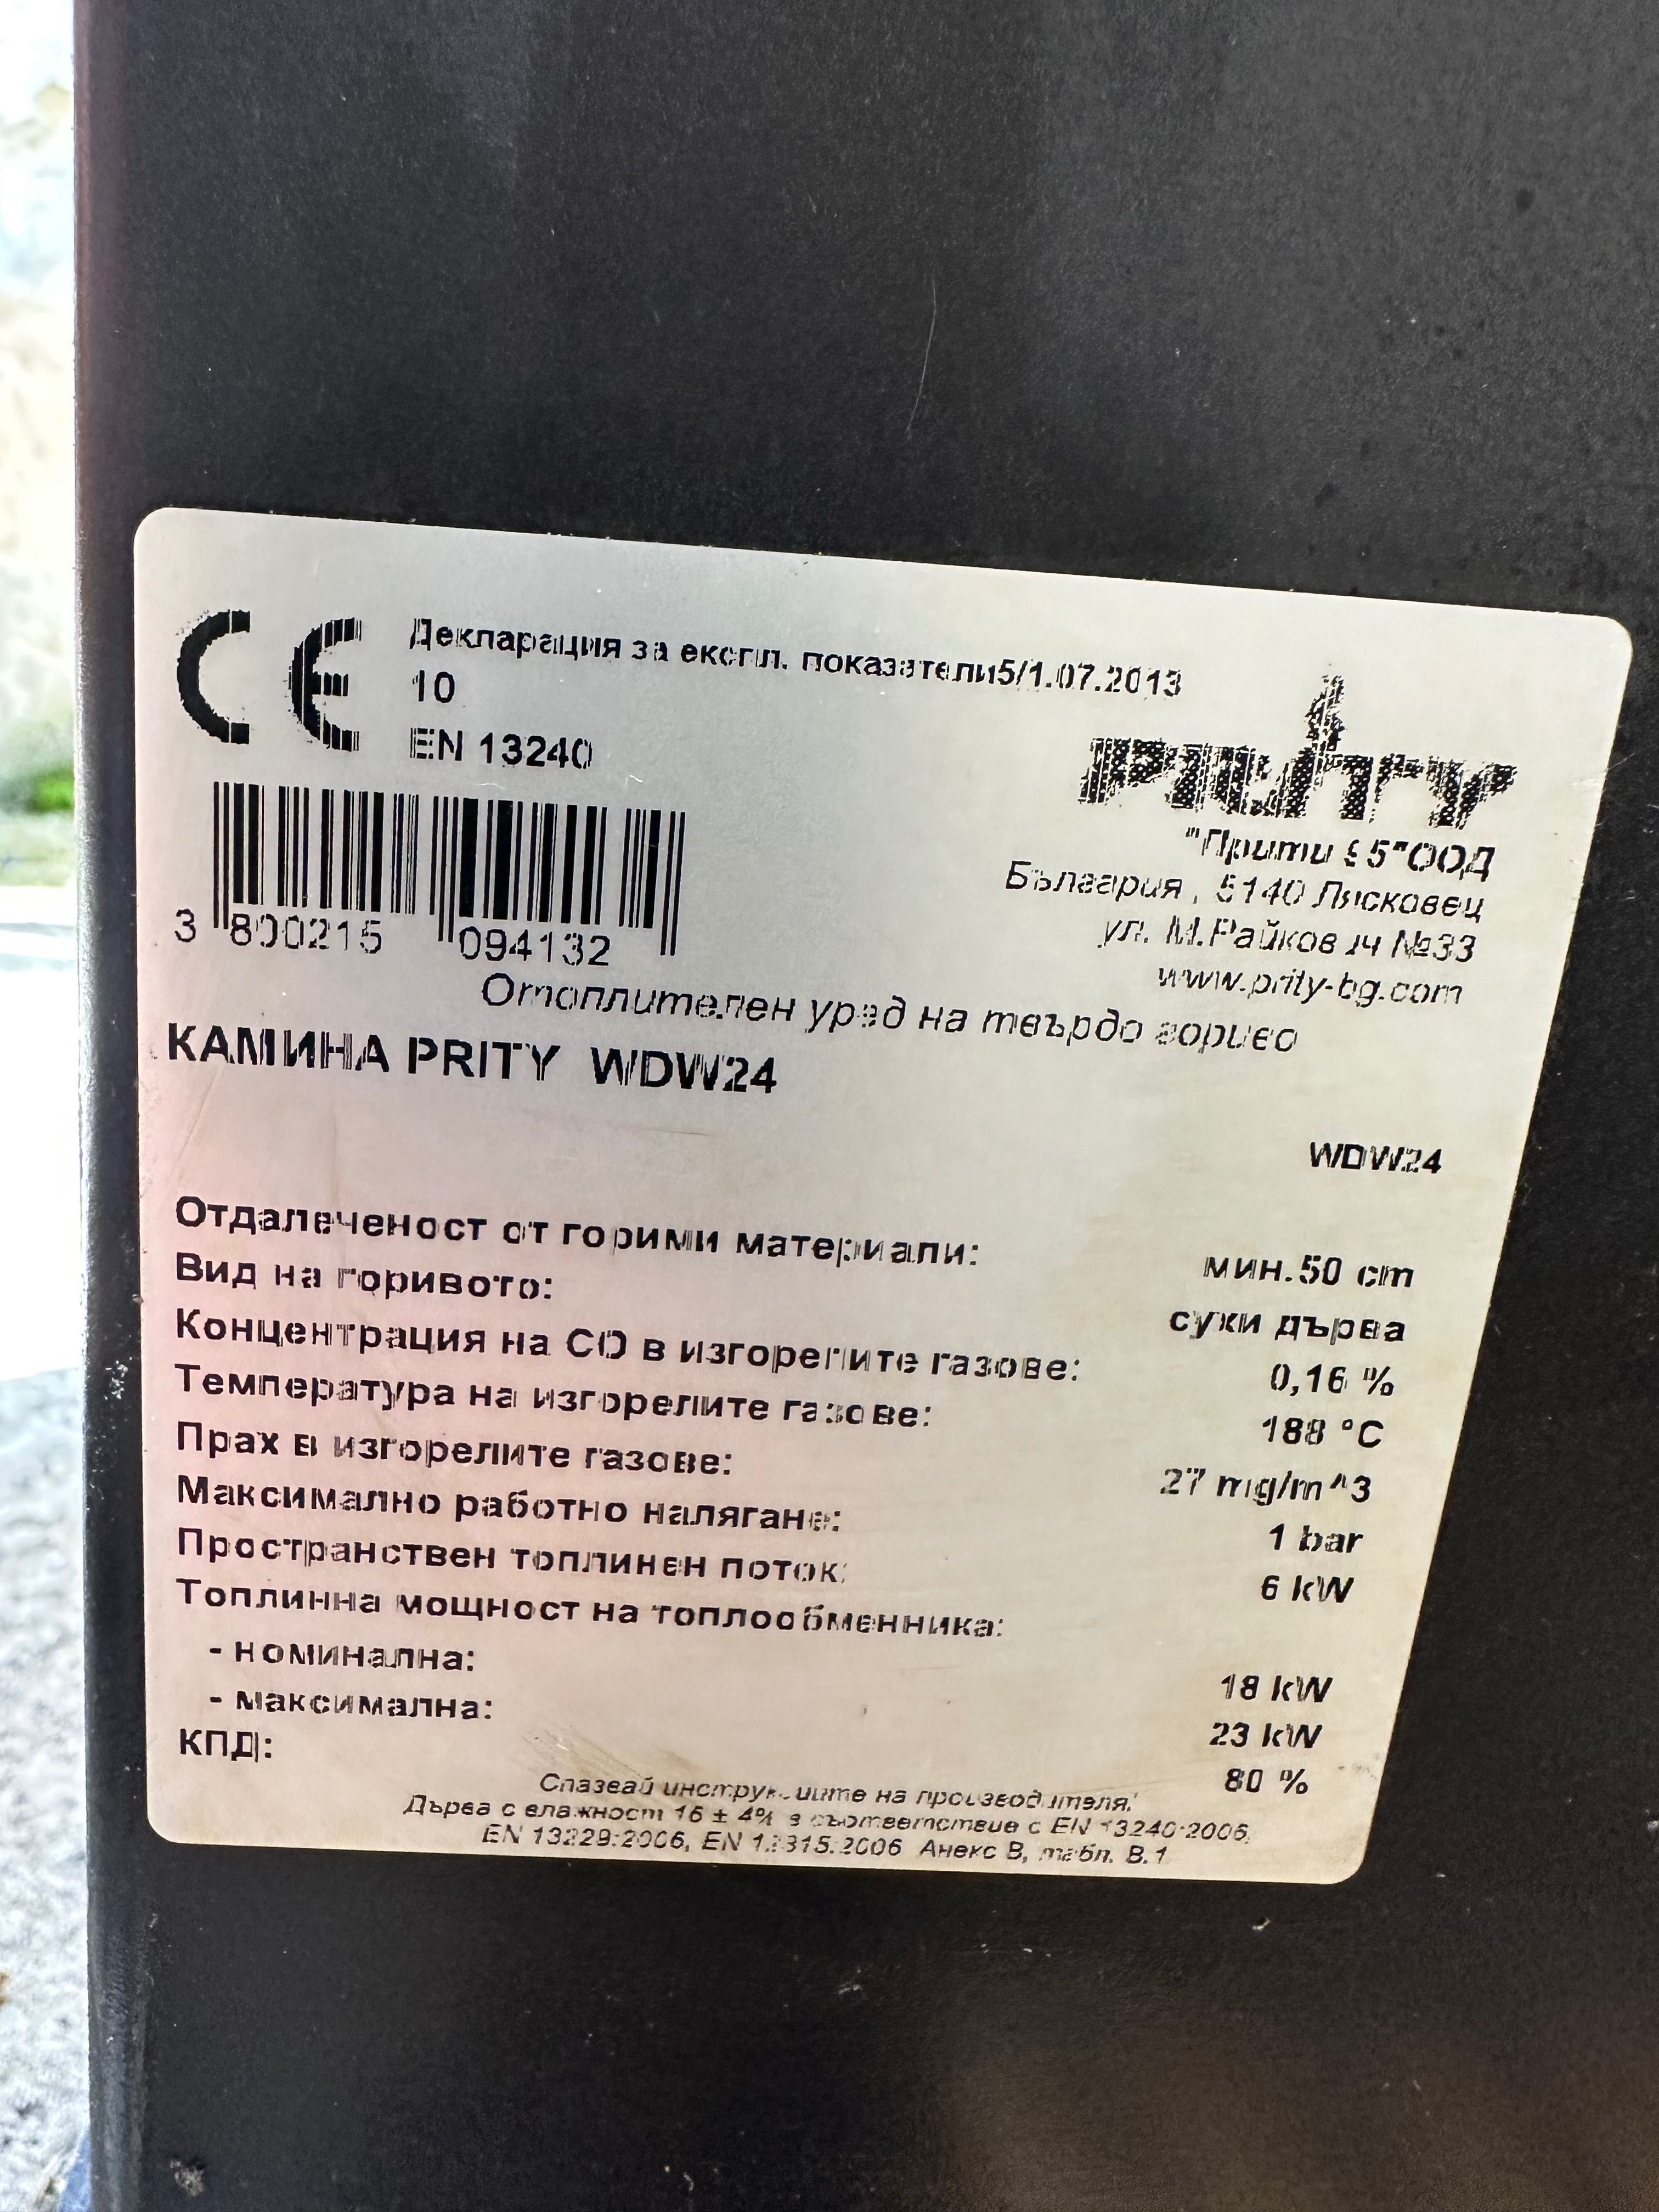 CE
Декларация за експл. показатели5/1.07.2013
10
EN 13240
PRITY
"Прити 95"ООД
България , 5140 Лясковец
ул. М.Райкович №33
www.prity-bg.com
3 800215 094132
Отоплителен уред на твърдо гориво
КАМИНА PRITY WDW24
WDW24
Отдалеченост от горими материали: мин.50 cm
Вид на горивото: сухи дърва
Концентрация на CO в изгорелите газове: 0,16 %
Температура на изгорелите газове: 188 °C
Прах в изгорелите газове: 27 mg/m^3
Максимално работно налягане: 1 bar
Пространствен топлинен поток: 6 kW
Топлинна мощност на топлообменника:
- номинална: 18 kW
- максимална: 23 kW
КПД: 80 %
Спазвай инструкциите на производителя!
Дърва с влажност 16 ± 4% в съответствие с EN 13240:2006,
EN 13229:2006, EN 12815:2006 Анекс B, табл. B.1